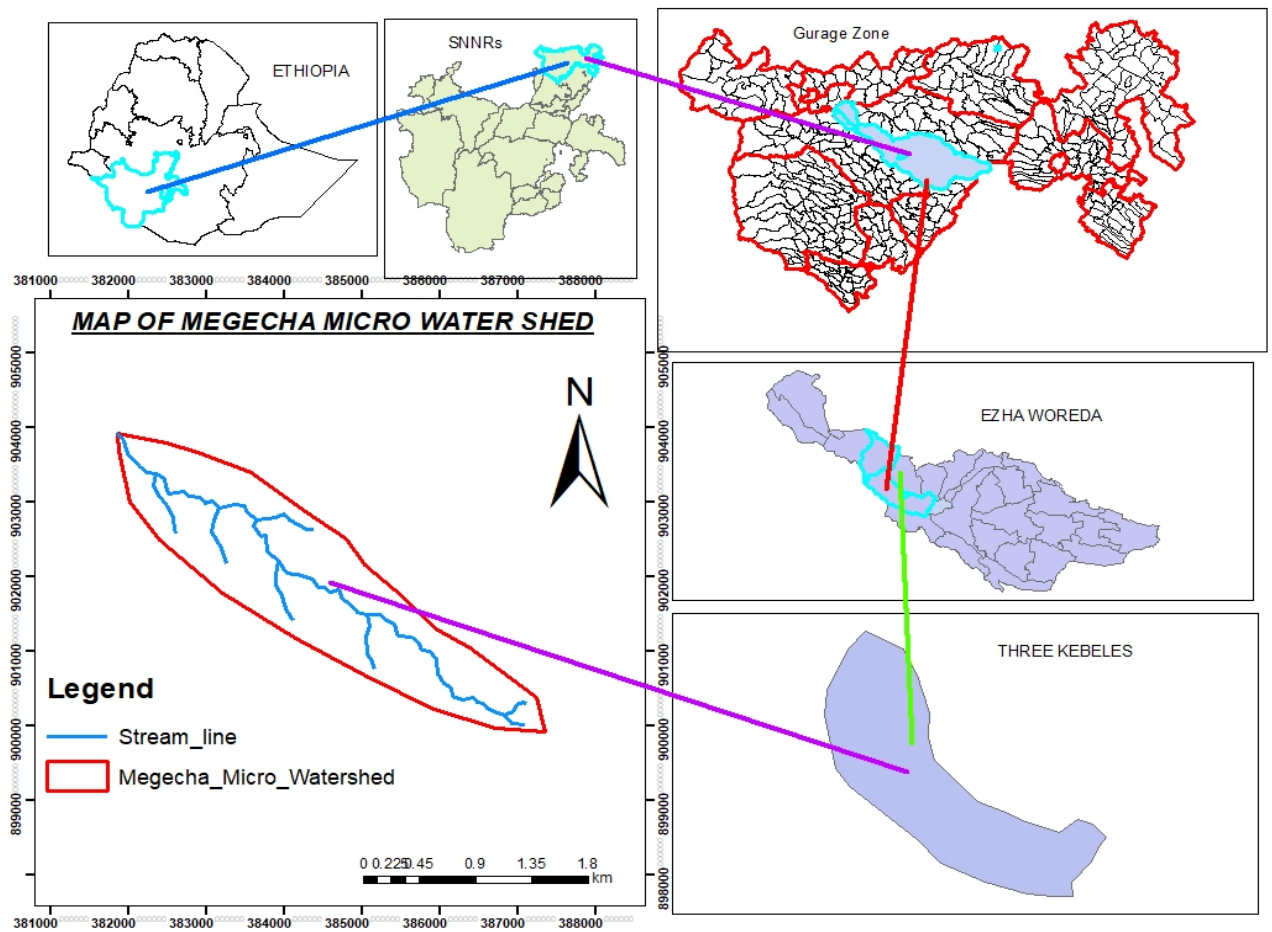 ETHIOPIA
SNNRs
Gurage Zone
381000 382000 383000 384000 385000 386000 387000 388000
MAP OF MEGECHA MICRO WATER SHED
N
905000
904000
903000
902000
901000
900000
899000
905000
904000
903000
902000
901000
900000
899000
898000
Legend
Stream_line
Megecha_Micro_Watershed
0 0.225 0.45 0.9 1.35 1.8
km
381000 382000 383000 384000 385000 386000 387000 388000
EZHA WOREDA
THREE KEBELES